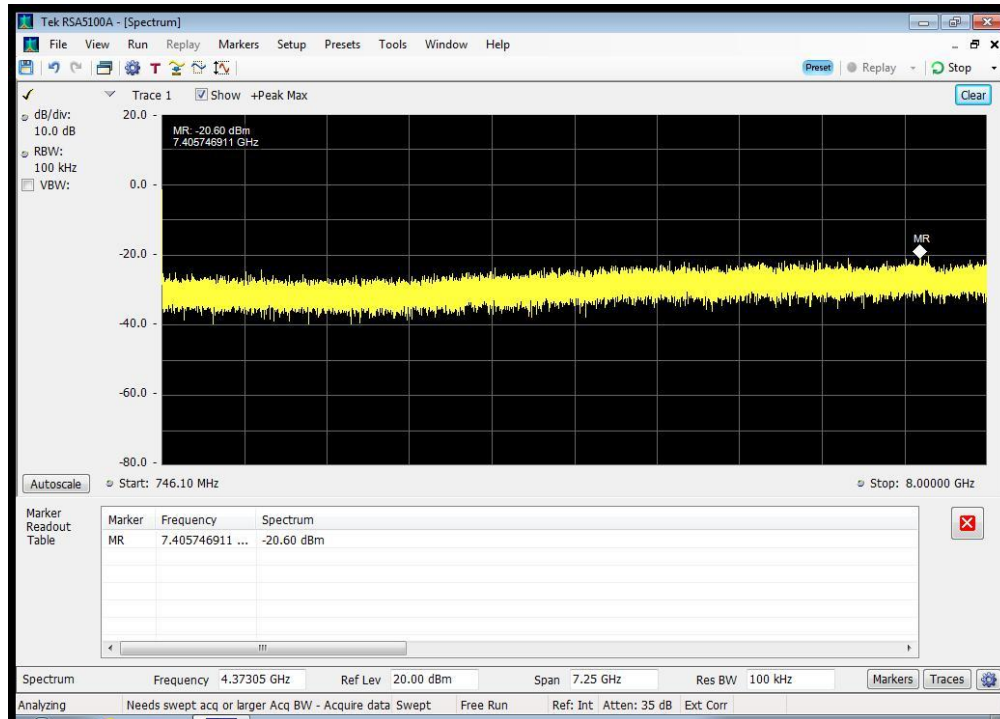 Tek RSA5100A - [Spectrum]
File View Run Replay Markers Setup Presets Tools Window Help
Preset Replay Stop
Trace 1 Show +Peak Max Clear
dB/div:
10.0 dB
RBW:
100 kHz
VBW:
20.0
0.0
-20.0
-40.0
-60.0
-80.0
MR: -20.60 dBm
7.405746911 GHz
MR
Autoscale Start: 746.10 MHz Stop: 8.00000 GHz
Marker
Readout
Table
Marker Frequency Spectrum
MR 7.405746911 ... -20.60 dBm
Spectrum Frequency 4.37305 GHz Ref Lev 20.00 dBm Span 7.25 GHz Res BW 100 kHz Markers Traces
Analyzing Needs swept acq or larger Acq BW - Acquire data Swept Free Run Ref: Int Atten: 35 dB Ext Corr